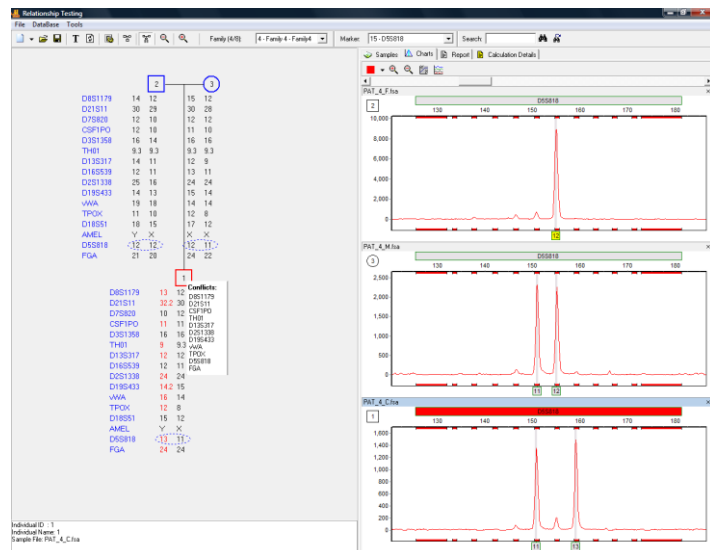 Relationship Testing
File DataBase Tools
T Family (4/8): 4 - Family 4 - Family4 Marker: 15 - D5S818 Search:
Samples Charts Report Calculation Details
2 3
D8S1179 14 12 15 12
D21S11 30 29 30 28
D7S820 12 10 12 12
CSF1PO 12 10 11 10
D3S1358 16 14 16 16
TH01 9.3 9.3 9.3 9.3
D13S317 14 11 12 9
D16S539 12 11 13 11
D2S1338 25 16 24 24
D19S433 14 13 15 14
vWA 19 18 14 14
TPOX 11 10 12 8
D18S51 18 15 17 12
AMEL Y X X X
D5S818 12 12 12 11
FGA 21 20 24 22
1
Conflicts:
D8S1179
D21S11
CSF1PO
TH01
D13S317
D2S1338
D19S433
vWA
TPOX
D5S818
FGA
D8S1179 13 12
D21S11 32.2 30
D7S820 10 12
CSF1PO 11 11
D3S1358 16 16
TH01 9 9.3
D13S317 12 12
D16S539 12 11
D2S1338 24 24
D19S433 14.2 15
vWA 16 14
TPOX 12 8
D18S51 15 12
AMEL Y X
D5S818 13 11
FGA 24 24
Individual ID : 1
Individual Name: 1
Sample File: PAT_4_C.fsa
PAT_4_F.fsa
D5S818
2
130 140 150 160 170 180
10,000
8,000
6,000
4,000
2,000
0
12
PAT_4_M.fsa
D5S818
3
130 140 150 160 170 180
2,500
2,000
1,500
1,000
500
0
11 12
PAT_4_C.fsa
D5S818
1
130 140 150 160 170 180
1,600
1,400
1,200
1,000
800
600
400
200
0
11 13